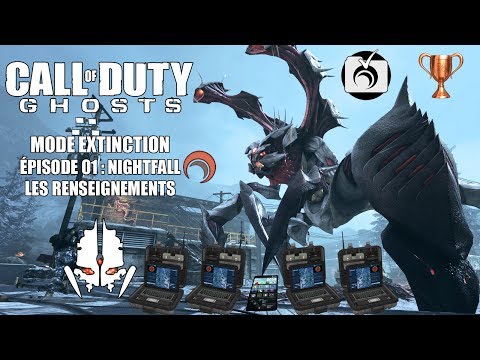 CALL OF DUTY
GHOSTS
MODE EXTINCTION
ÉPISODE 01 : NIGHTFALL
LES RENSEIGNEMENTS